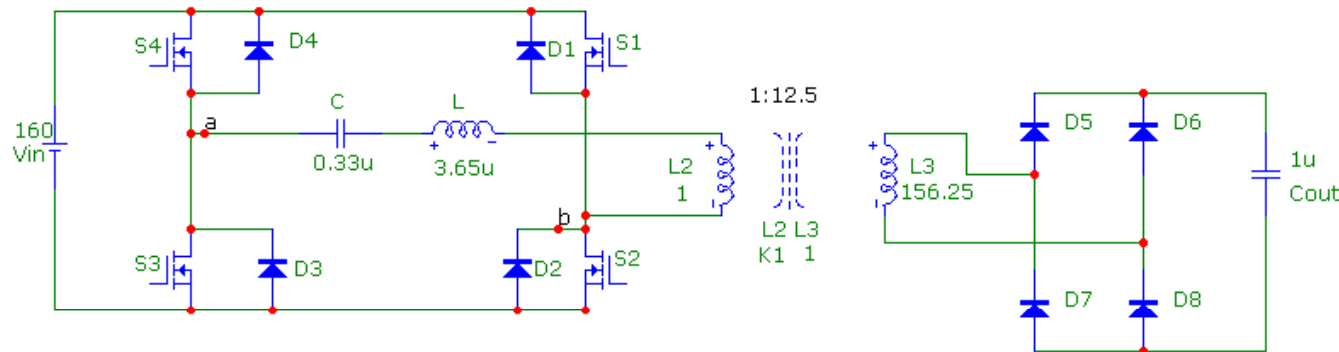 S4
D4
D1
S1
C
L
1:12.5
a
160
Vin
+
-
0.33u
3.65u
+
L2
1
-
+
L3
156.25
-
D5
D6
1u
Cout
b
L2 L3
K1 1
S3
D3
D2
S2
D7
D8